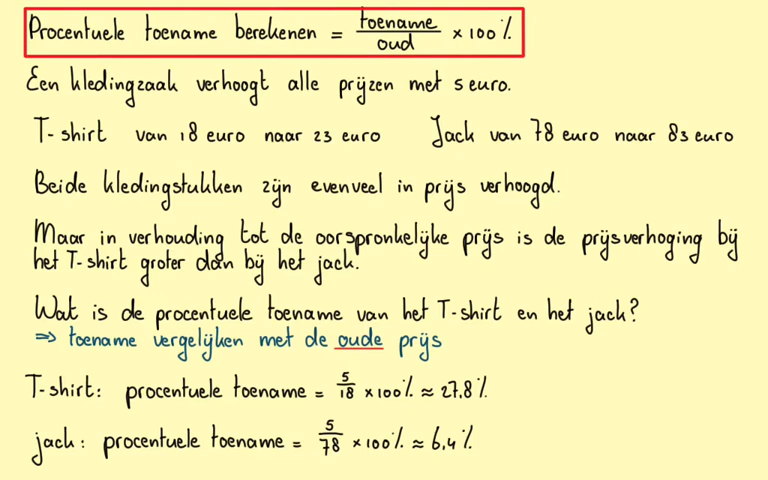 Procentuele toename berekenen = toename/oud × 100%
Een kledingzaak verhoogt alle prijzen met 5 euro.
T-shirt van 18 euro naar 23 euro Jack van 78 euro naar 83 euro
Beide kledingstukken zijn evenveel in prijs verhoogd.
Maar in verhouding tot de oorspronkelijke prijs is de prijsverhoging bij
het T-shirt groter dan bij het jack.
Wat is de procentuele toename van het T-shirt en het jack?
⇒ toename vergelijken met de oude prijs
T-shirt: procentuele toename = 5/18 × 100% ≈ 27,8%
jack: procentuele toename = 5/78 × 100% ≈ 6,4%